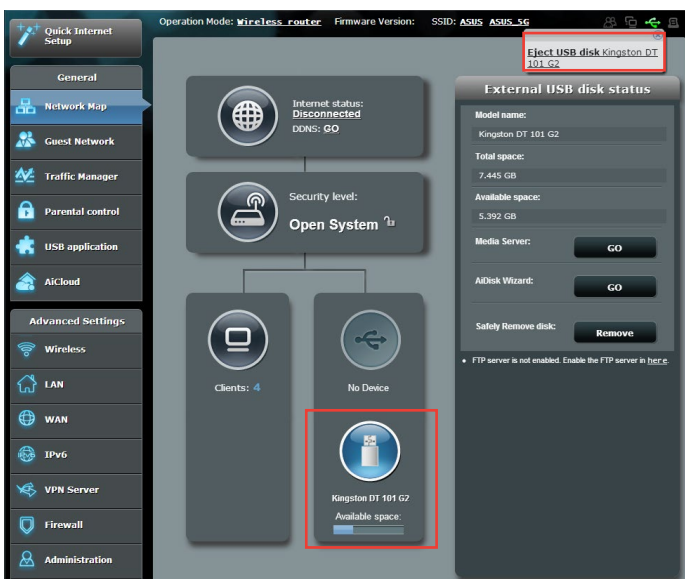 Quick Internet
Setup
General
Network Map
Guest Network
Traffic Manager
Parental control
USB application
AiCloud
Advanced Settings
Wireless
LAN
WAN
IPv6
VPN Server
Firewall
Administration
Operation Mode: Wireless router Firmware Version: SSID: ASUS ASUS_5G
Eject USB disk Kingston DT
101 G2
Internet status:
Disconnected
DDNS: GO
Security level:
Open System
Clients: 4
No Device
Kingston DT 101 G2
Available space:
External USB disk status
Model name:
Kingston DT 101 G2
Total space:
7.445 GB
Available space:
5.392 GB
Media Server: GO
AiDisk Wizard: GO
Safely Remove disk: Remove
• FTP server is not enabled. Enable the FTP server in here.